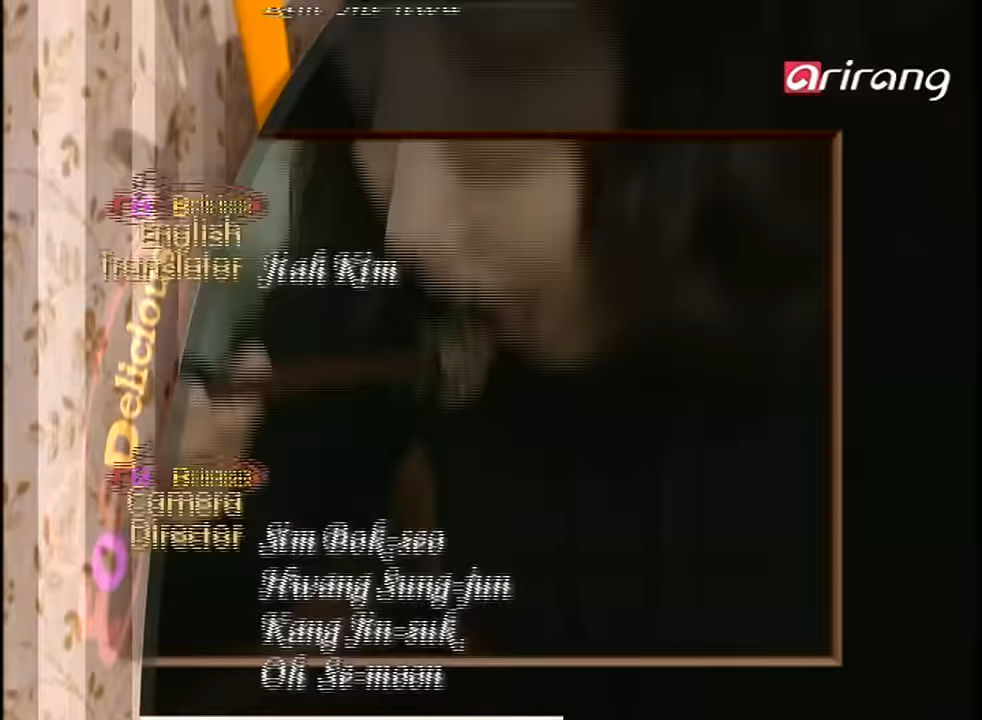 arirang
English
Translator Jiah Kim
Delicious
Camera
Director Sim Bok-seo
Hwang Sung-jun
Kang Jin-suk,
Oh Se-moon